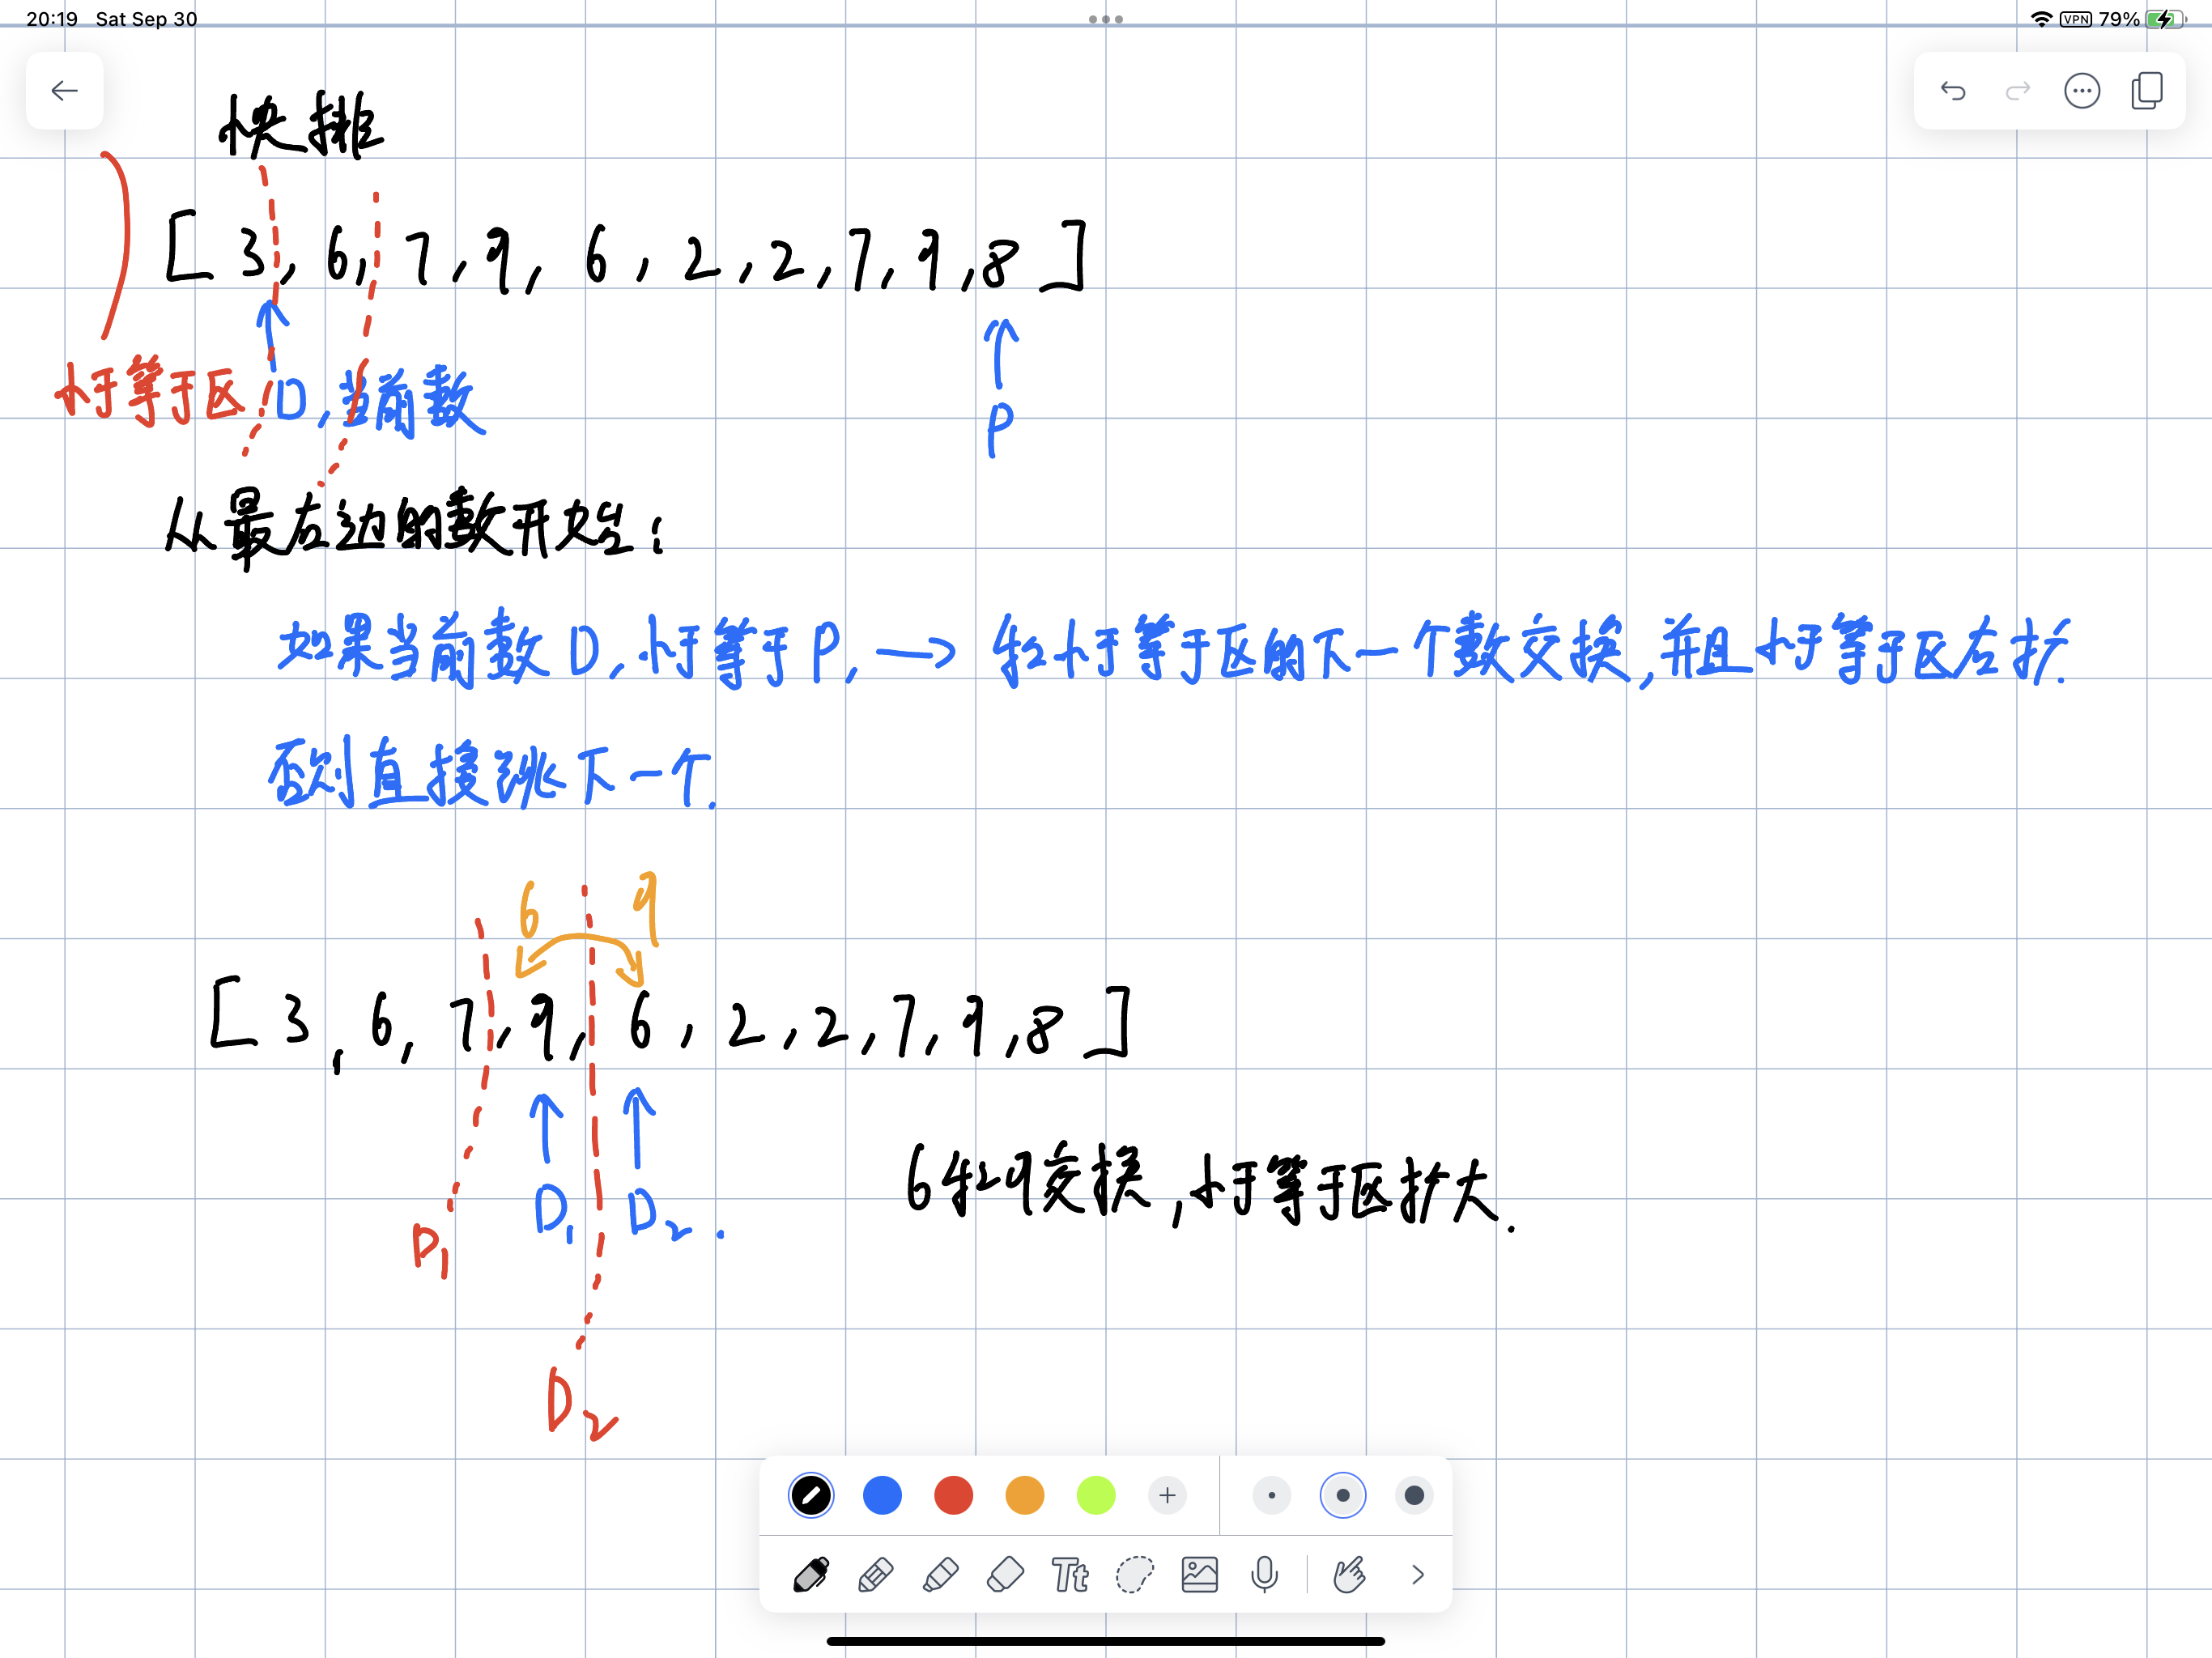 20:19 Sat Sep 30
VPN 79%
快排
[ 3, 6, 7, 9, 6, 2, 2, 7, 9, 8 ]
小于等于区 D, 当前数
P
从最左边的数开始:
如果当前数 D, 小于等于 P, → 和小于等于区的下一个数交换, 并且小于等于区右扩.
否则直接跳下一个.
6 9
[ 3, 6, 7, 9, 6, 2, 2, 7, 9, 8 ]
D1 D1 D2.
6和9交换, 小于等于区扩大.
D2
Tt